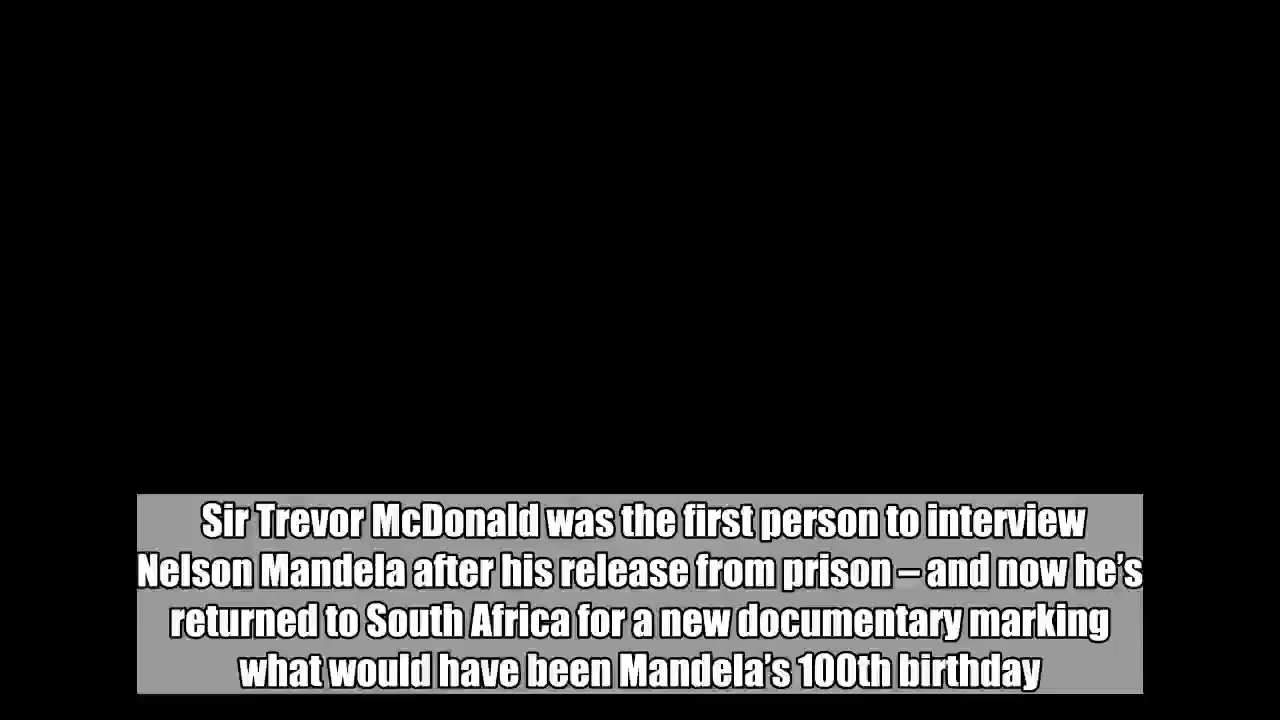 Sir Trevor McDonald was the first person to interview
Nelson Mandela after his release from prison – and now he’s
returned to South Africa for a new documentary marking
what would have been Mandela’s 100th birthday